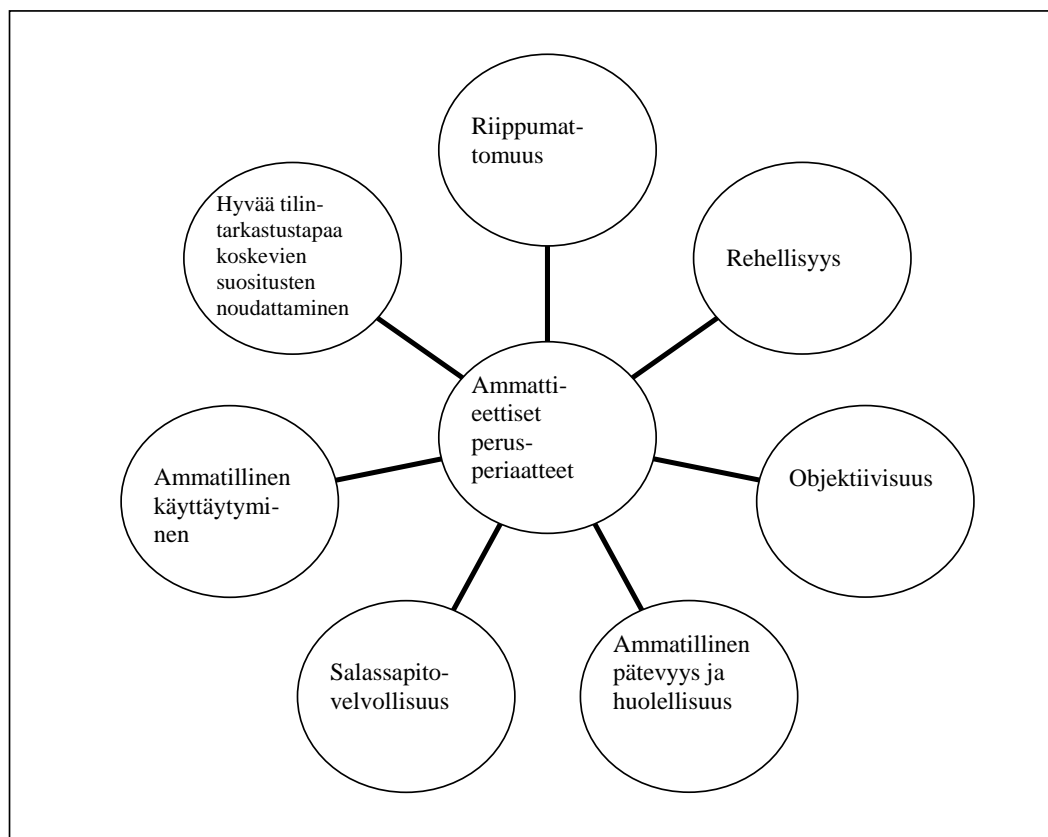 Riippumat-
tomuus
Hyvää tilin-
tarkastustapaa
koskevien
suositusten
noudattaminen
Rehellisyys
Ammatti-
eettiset
perus-
periaatteet
Ammatillinen
käyttäytymi-
nen
Objektiivisuus
Salassapito-
velvollisuus
Ammatillinen
pätevyys ja
huolellisuus